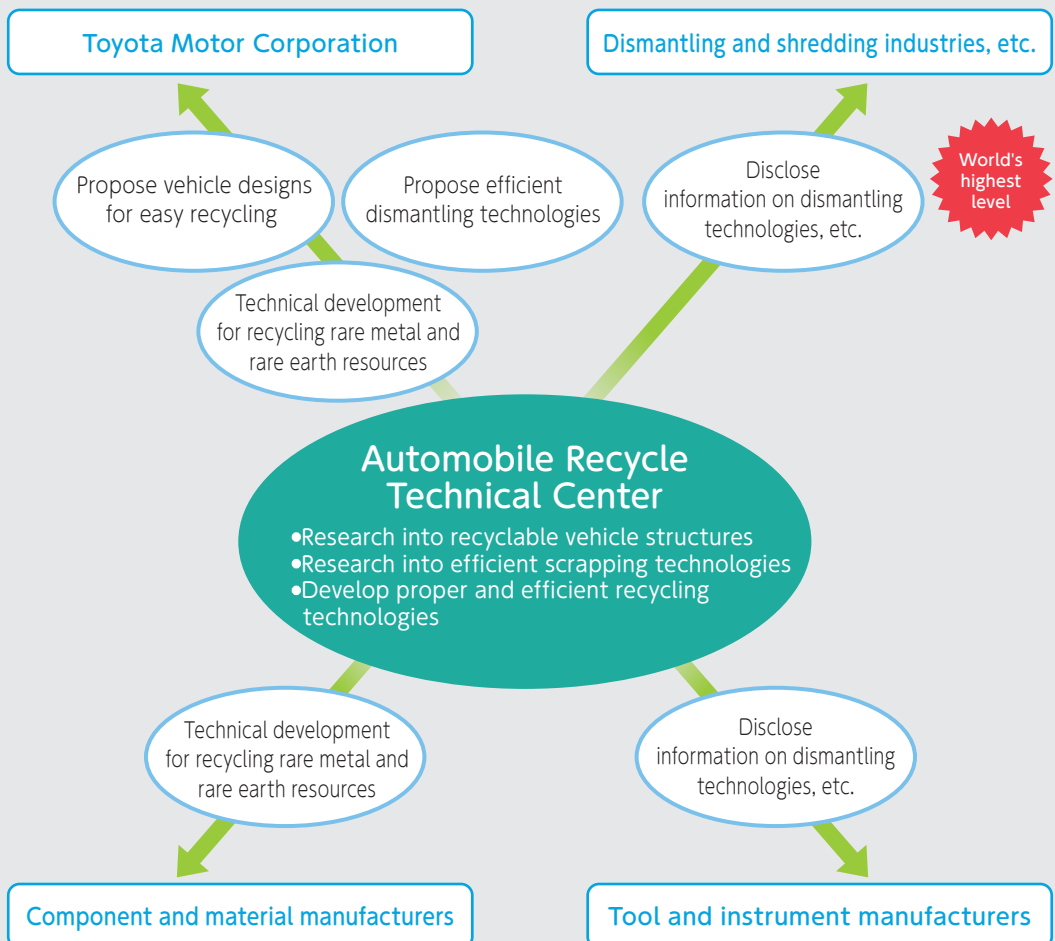 Toyota Motor Corporation
Dismantling and shredding industries, etc.
Propose vehicle designs
for easy recycling
Propose efficient
dismantling technologies
Disclose
information on dismantling
technologies, etc.
World's
highest
level
Technical development
for recycling rare metal and
rare earth resources
Automobile Recycle
Technical Center
•Research into recyclable vehicle structures
•Research into efficient scrapping technologies
•Develop proper and efficient recycling
technologies
Technical development
for recycling rare metal and
rare earth resources
Disclose
information on dismantling
technologies, etc.
Component and material manufacturers
Tool and instrument manufacturers